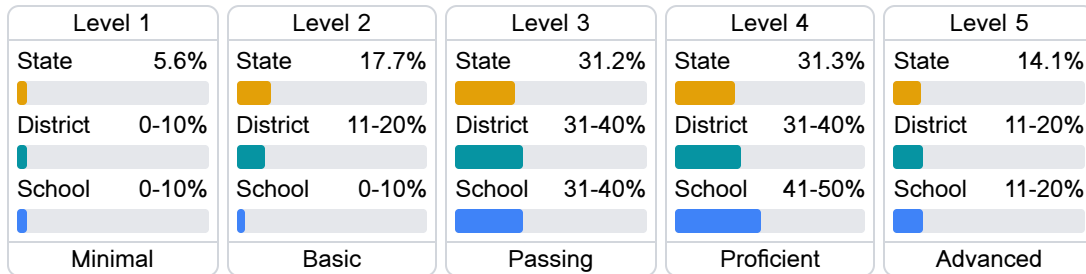 Level 1
State 5.6%
District 0-10%
School 0-10%
Minimal
Level 2
State 17.7%
District 11-20%
School 0-10%
Basic
Level 3
State 31.2%
District 31-40%
School 31-40%
Passing
Level 4
State 31.3%
District 31-40%
School 41-50%
Proficient
Level 5
State 14.1%
District 11-20%
School 11-20%
Advanced